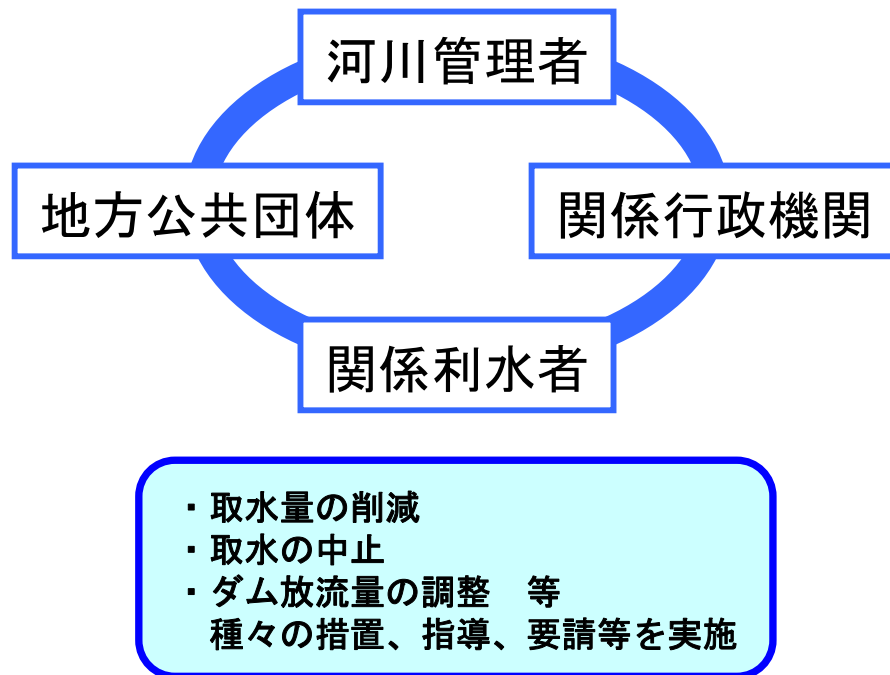 河川管理者
地方公共団体
関係行政機関
関係利水者
・取水量の削減
・取水の中止
・ダム放流量の調整　等
種々の措置、指導、要請等を実施